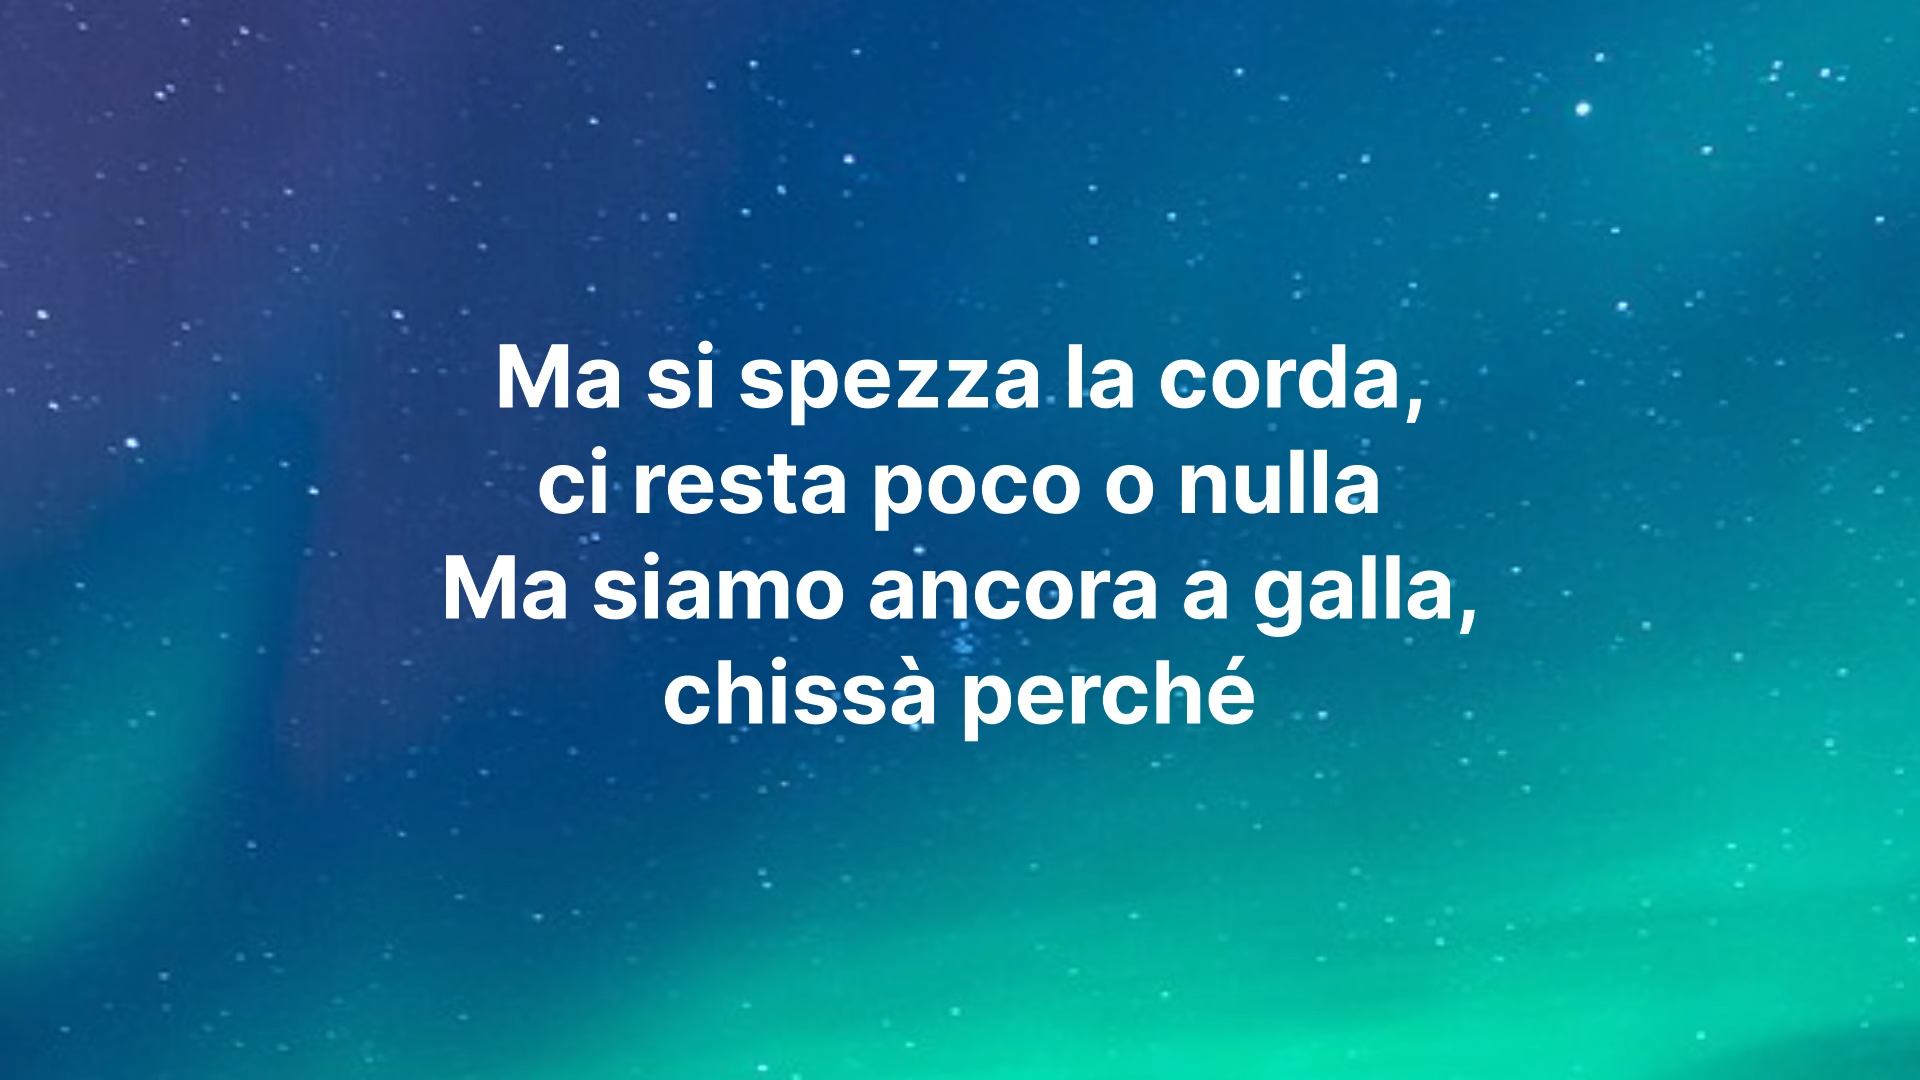 Ma si spezza la corda,
ci resta poco o nulla
Ma siamo ancora a galla,
chissà perché